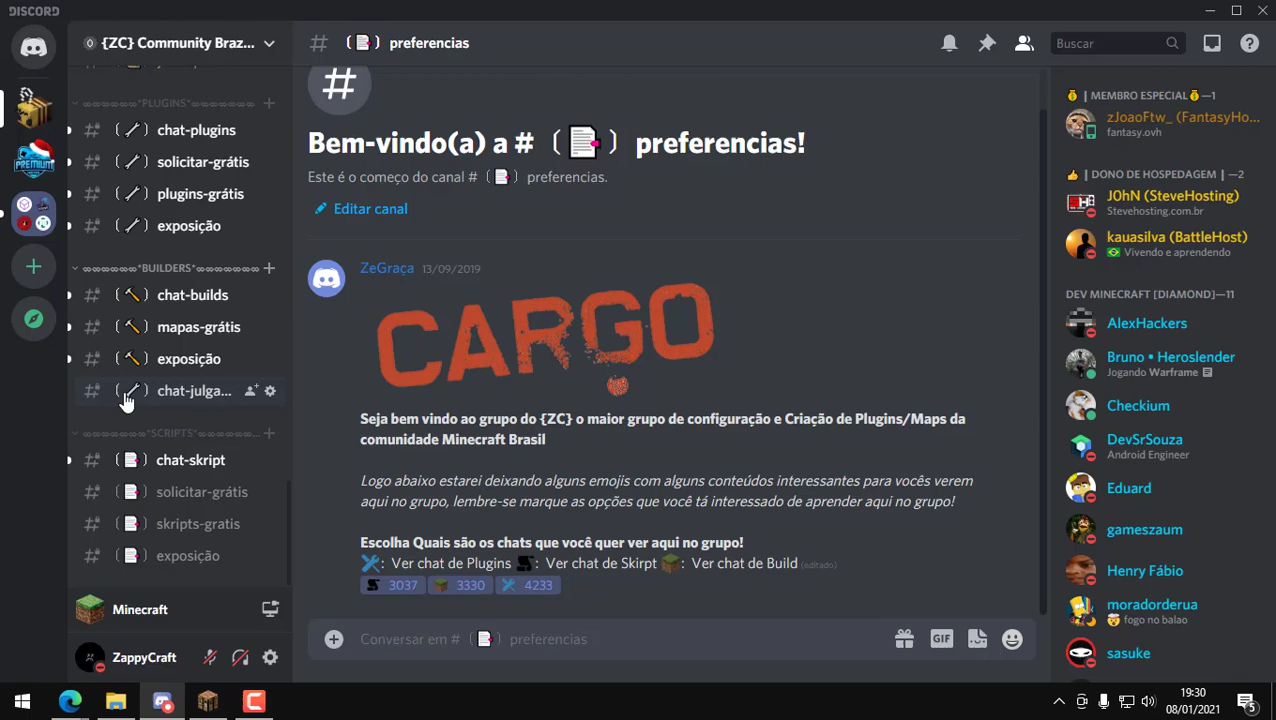 DISCORD
{ZC} Community Braz...
∞∞∞∞∞∞*PLUGINS*∞∞∞∞∞∞∞
chat-plugins
solicitar-grátis
plugins-grátis
exposição
∞∞∞∞∞∞*BUILDERS*∞∞∞∞∞∞∞
chat-builds
mapas-grátis
exposição
chat-julga...
∞∞∞∞∞∞*SCRIPTS*∞∞∞∞∞∞...
chat-skript
solicitar-grátis
skripts-gratis
exposição
Minecraft
ZappyCraft
# preferencias
Buscar
#
Bem-vindo(a) a # preferencias!
Este é o começo do canal # preferencias.
Editar canal
ZeGraça 13/09/2019
CARGO
Seja bem vindo ao grupo do {ZC} o maior grupo de configuração e Criação de Plugins/Maps da
comunidade Minecraft Brasil
Logo abaixo estarei deixando alguns emojis com alguns conteúdos interessantes para vocês verem
aqui no grupo, lembre-se marque as opções que você tá interessado de aprender aqui no grupo!
Escolha Quais são os chats que você quer ver aqui no grupo!
: Ver chat de Plugins : Ver chat de Skirpt : Ver chat de Build (editado)
3037 3330 4233
Conversar em # preferencias
GIF
| MEMBRO ESPECIAL —1
zJoaoFtw_ (FantasyHo...
fantasy.ovh
| DONO DE HOSPEDAGEM | —2
J0hN (SteveHosting)
Stevehosting.com.br
kauasilva (BattleHost)
Vivendo e aprendendo
DEV MINECRAFT [DIAMOND]—11
AlexHackers
Bruno • Heroslender
Jogando Warframe
Checkium
DevSrSouza
Android Engineer
Eduard
gameszaum
Henry Fábio
moradorderua
fogo no balao
sasuke
19:30
08/01/2021
5